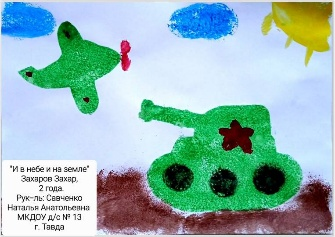 "И в небе и на земле"
Захаров Захар,
2 года.
Рук-ль: Савченко
Наталья Анатольевна
МКДОУ д/с № 13
г. Тавда